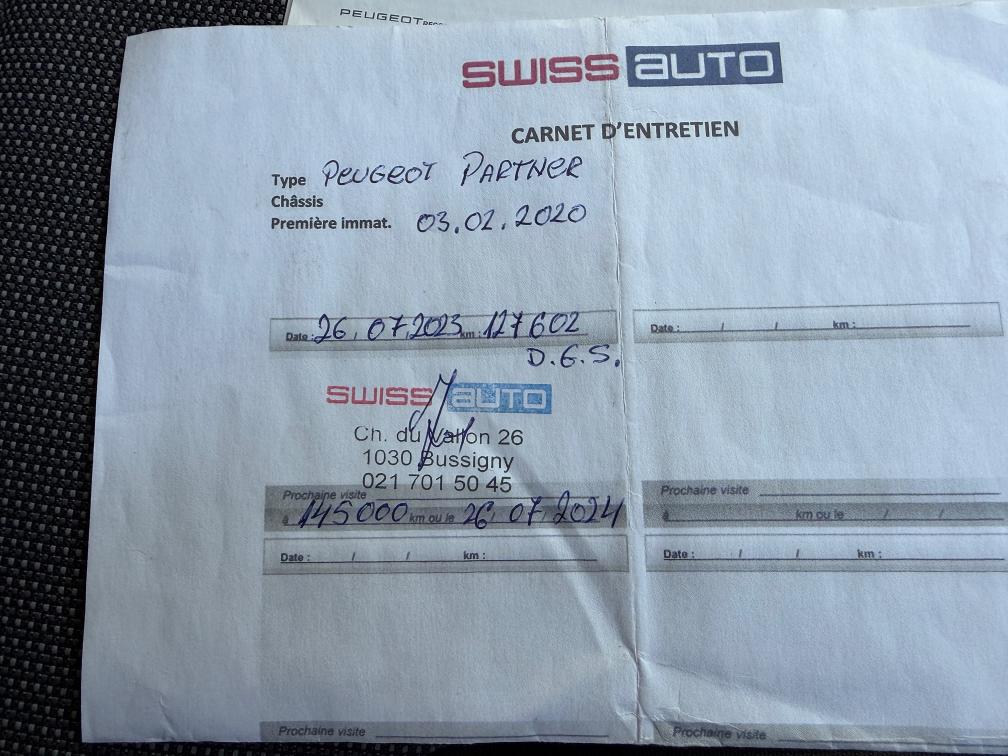 PEUGEOT
SWISS AUTO
CARNET D'ENTRETIEN
Type PEUGEOT PARTNER
Châssis
Première immat. 03.02.2020
Date : 26.07.2023 km : 127602
D.G.S.
SWISS AUTO
Ch. du Vallon 26
1030 Bussigny
021 701 50 45
Prochaine visite
à 145000 km ou le 26.07.2024
Date : / / km :
Prochaine visite
Date : / / km :
Prochaine visite
à km ou le / /
Date : / / km :
Prochaine visite